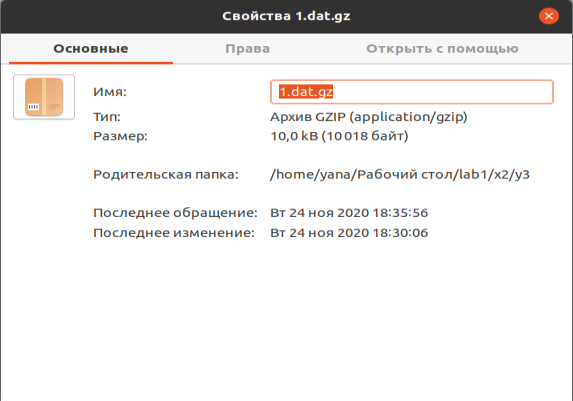 Свойства 1.dat.gz
Основные Права Открыть с помощью
Имя: 1.dat.gz
Тип: Архив GZIP (application/gzip)
Размер: 10,0 kB (10 018 байт)
Родительская папка: /home/yana/Рабочий стол/lab1/x2/y3
Последнее обращение: Вт 24 ноя 2020 18:35:56
Последнее изменение: Вт 24 ноя 2020 18:30:06